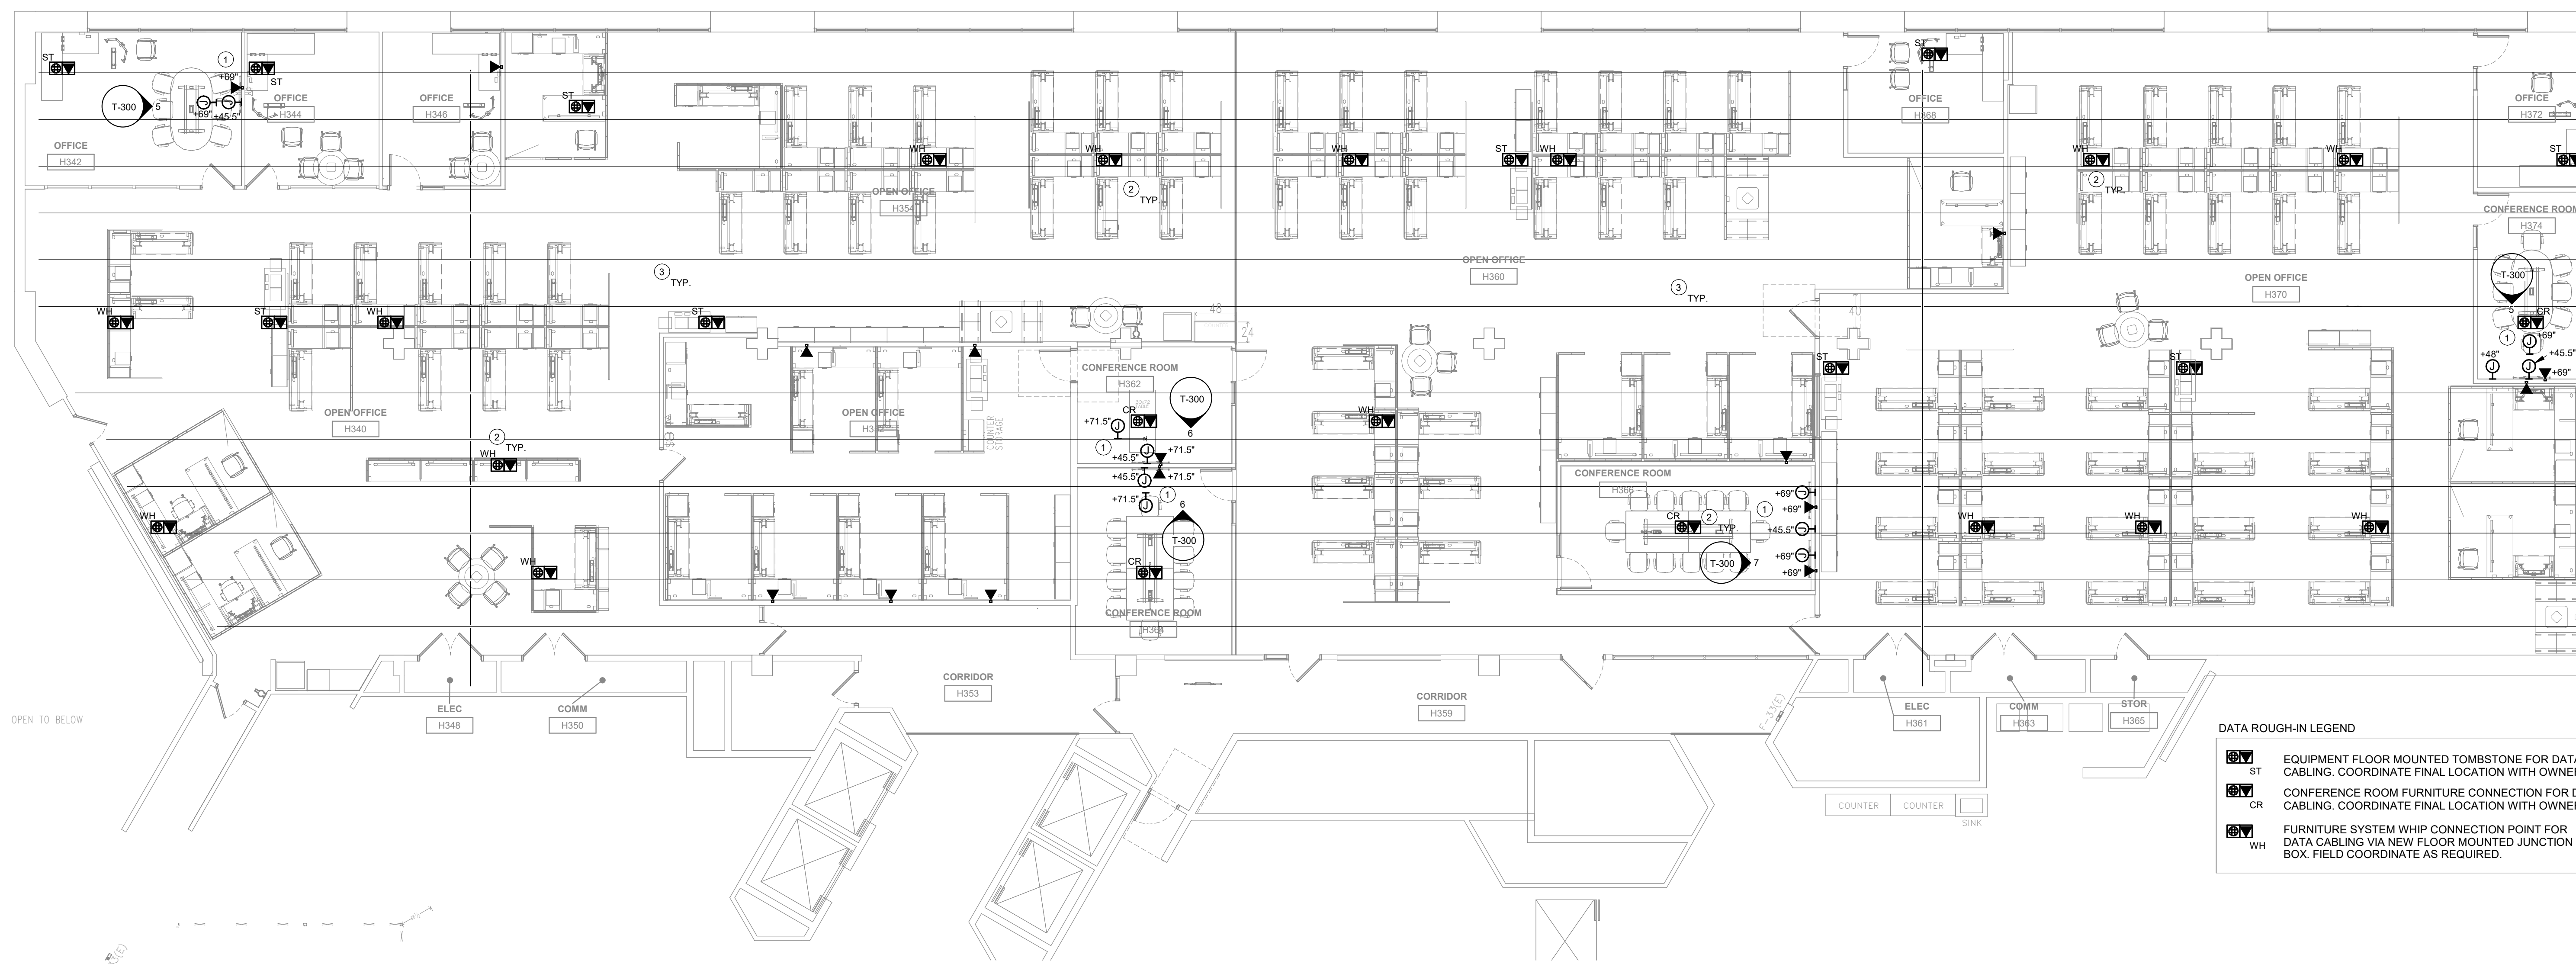 ST
ST
ST
ST
1
+69"
+69"
+45.5"
T-300
5
OFFICE
H342
OFFICE
H344
OFFICE
H346
WH
OPEN OFFICE
H354
WH
2
TYP.
WH
ST
WH
OFFICE
H368
WH
2
TYP.
WH
OFFICE
H372
ST
CONFERENCE ROOM
H374
T-300
5
CR
1
+69"
+48"
+45.5"
+69"
3
TYP.
OPEN OFFICE
H360
3
TYP.
OPEN OFFICE
H370
WH
ST
WH
ST
48
24
40
ST
ST
OPEN OFFICE
H340
2
TYP.
WH
WH
WH
OPEN OFFICE
COUNTER
STORAGE
CONFERENCE ROOM
H362
CR
T-300
6
+71.5"
1
+45.5"
+71.5"
+45.5"
+71.5"
+71.5"
1
6
T-300
CR
CONFERENCE ROOM
H364
WH
CONFERENCE ROOM
H366
CR
2
TYP.
1
+69"
+69"
+45.5"
+69"
+69"
T-300
7
WH
WH
WH
OPEN TO BELOW
ELEC
H348
COMM
H350
CORRIDOR
H353
CORRIDOR
H359
F-33(E)
ELEC
H361
COMM
H363
STOR
H365
COUNTER
COUNTER
SINK
DATA ROUGH-IN LEGEND
ST
EQUIPMENT FLOOR MOUNTED TOMBSTONE FOR DATA
CABLING. COORDINATE FINAL LOCATION WITH OWNE
CR
CONFERENCE ROOM FURNITURE CONNECTION FOR D
CABLING. COORDINATE FINAL LOCATION WITH OWNE
WH
FURNITURE SYSTEM WHIP CONNECTION POINT FOR
DATA CABLING VIA NEW FLOOR MOUNTED JUNCTION
BOX. FIELD COORDINATE AS REQUIRED.